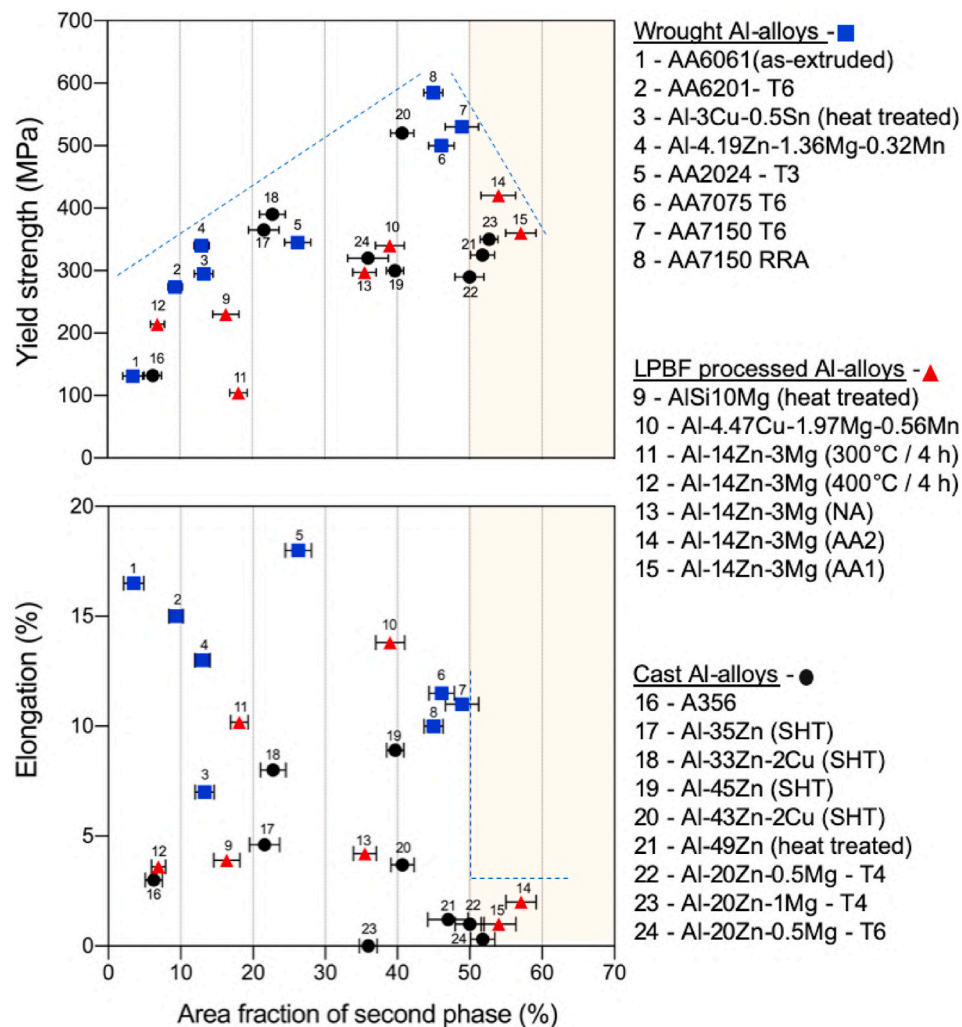 700
600
500
400
300
200
100
0
Yield strength (MPa)
8
7
20
6
18
14
4
17
5
10
23
15
3
24
21
2
13
19
22
12
9
1
16
11
20
15
10
5
0
Elongation (%)
5
1
2
4
10
6
7
11
8
19
18
3
17
12
9
13
20
16
14
21
22
15
23
24
0
10
20
30
40
50
60
70
Area fraction of second phase (%)
Wrought Al-alloys -
1 - AA6061(as-extruded)
2 - AA6201- T6
3 - Al-3Cu-0.5Sn (heat treated)
4 - Al-4.19Zn-1.36Mg-0.32Mn
5 - AA2024 - T3
6 - AA7075 T6
7 - AA7150 T6
8 - AA7150 RRA
LPBF processed Al-alloys -
9 - AlSi10Mg (heat treated)
10 - Al-4.47Cu-1.97Mg-0.56Mn
11 - Al-14Zn-3Mg (300°C / 4 h)
12 - Al-14Zn-3Mg (400°C / 4 h)
13 - Al-14Zn-3Mg (NA)
14 - Al-14Zn-3Mg (AA2)
15 - Al-14Zn-3Mg (AA1)
Cast Al-alloys -
16 - A356
17 - Al-35Zn (SHT)
18 - Al-33Zn-2Cu (SHT)
19 - Al-45Zn (SHT)
20 - Al-43Zn-2Cu (SHT)
21 - Al-49Zn (heat treated)
22 - Al-20Zn-0.5Mg - T4
23 - Al-20Zn-1Mg - T4
24 - Al-20Zn-0.5Mg - T6